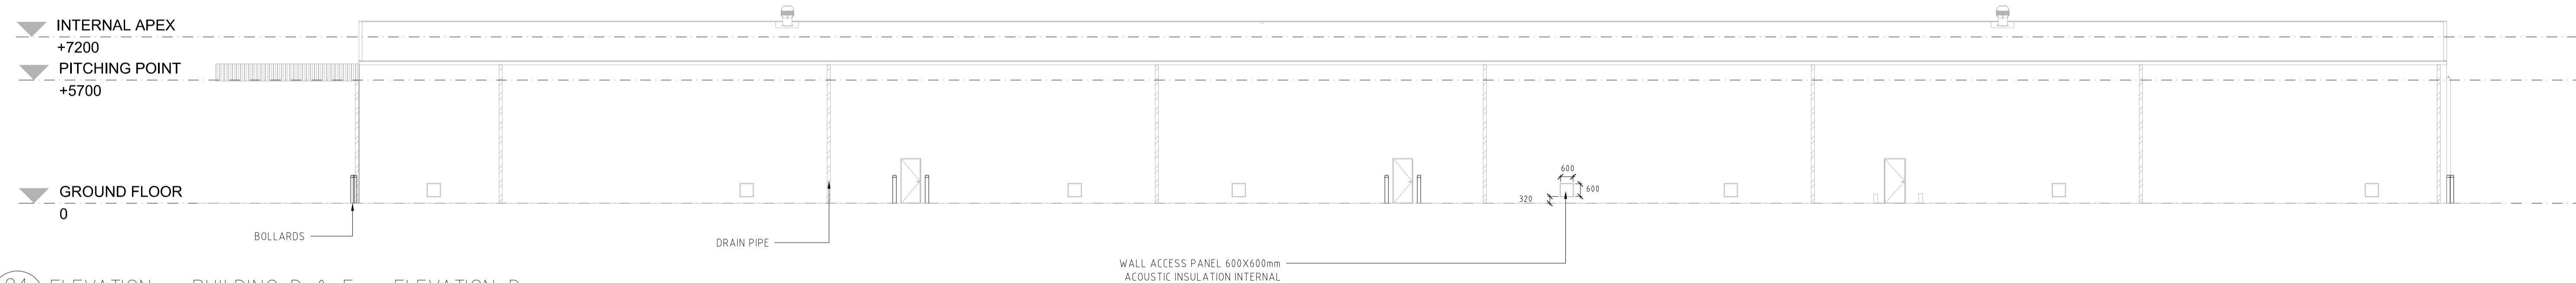 INTERNAL APEX
+7200
PITCHING POINT
+5700
GROUND FLOOR
0
BOLLARDS
DRAIN PIPE
600
600
320
WALL ACCESS PANEL 600X600mm
ACOUSTIC INSULATION INTERNAL
ELEVATION